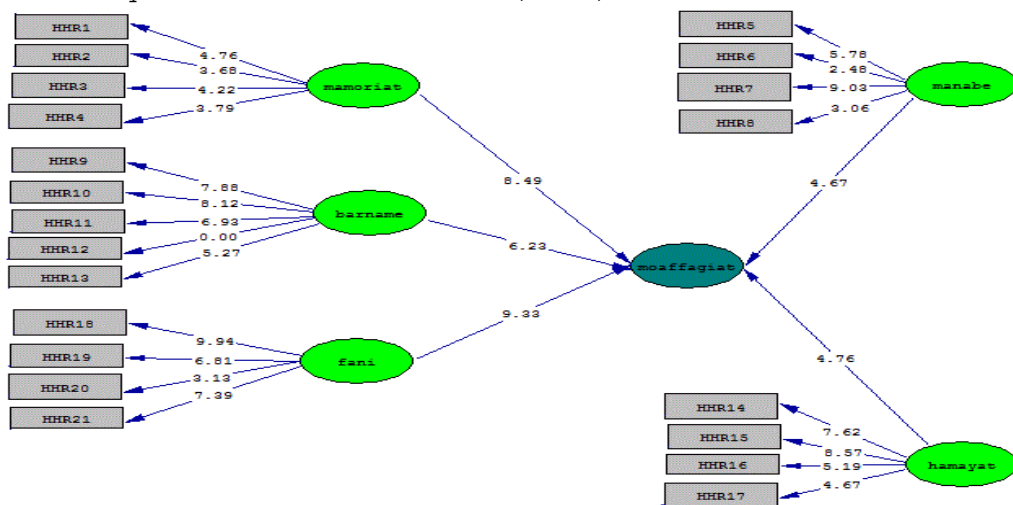 HHR1
HHR2
HHR3
HHR4
4.76
3.68
4.22
3.79
mamoriat
8.49
HHR5
HHR6
HHR7
HHR8
5.78
2.48
9.03
3.06
manabe
4.67
HHR9
HHR10
HHR11
HHR12
HHR13
7.88
8.12
6.93
0.00
5.27
barname
6.23
moaffagiat
HHR18
HHR19
HHR20
HHR21
9.94
6.81
3.13
7.39
fani
9.33
4.76
HHR14
HHR15
HHR16
HHR17
7.62
8.57
5.19
4.67
hamayat